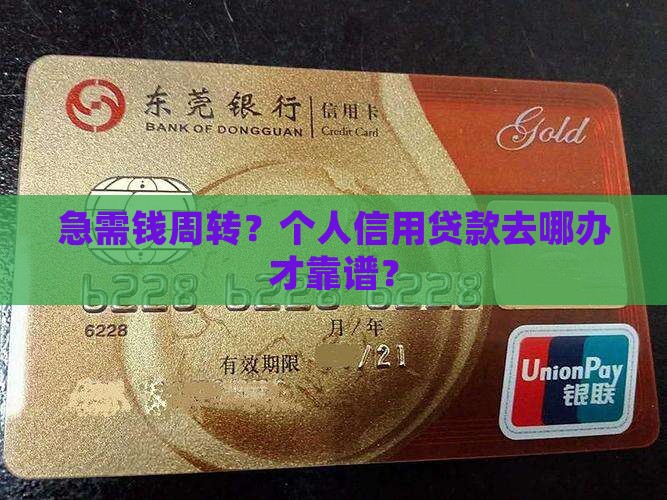 东莞银行 信用卡
BANK OF DONGGUAN Credit Card
Gold
急需钱周转？个人信用贷款去哪办
才靠谱？
6228 6228 6228 6228
6228
月/年
有效期限 /21
UnionPay
银联